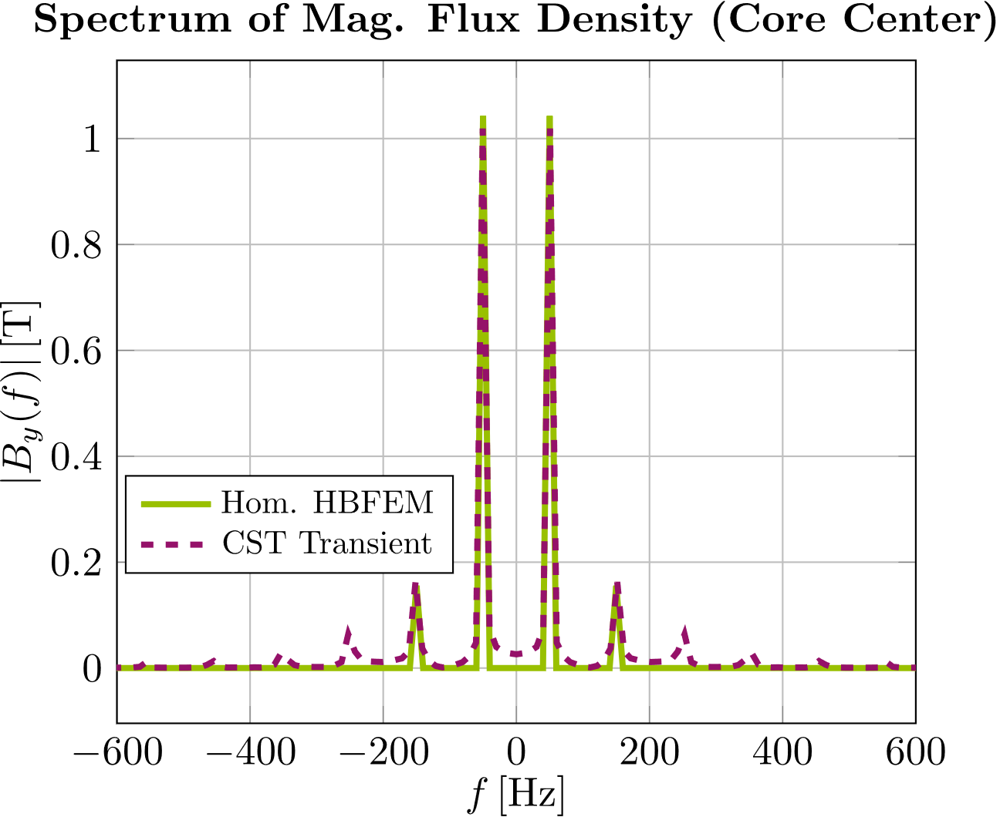 Spectrum of Mag. Flux Density (Core Center)
|B_y(f)| [T]
1
0.8
0.6
0.4
0.2
0
Hom. HBFEM
CST Transient
−600 −400 −200 0 200 400 600
f [Hz]